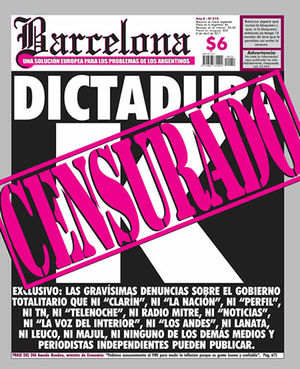 Barcelona
UNA SOLUCIÓN EUROPEA PARA LOS PROBLEMAS DE LOS ARGENTINOS
$6
DICTADURA
K
CENSURADO
EXCLUSIVO: LAS GRAVÍSIMAS DENUNCIAS SOBRE EL GOBIERNO
TOTALITARIO QUE NI “CLARÍN”, NI “LA NACIÓN”, NI “PERFIL”,
NI TN, NI “TELENOCHE”, NI RADIO MITRE, NI “NOTICIAS”,
NI “LA VOZ DEL INTERIOR”, NI “LOS ANDES”, NI LANATA,
NI LEUCO, NI MAJUL, NI NINGUNO DE LOS DEMÁS MEDIOS Y
PERIODISTAS INDEPENDIENTES PUEDEN PUBLICAR.